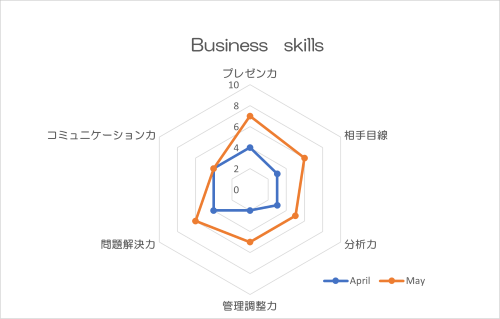 Business skills
プレゼン力
10
8
6
4
2
0
コミュニケーション力
相手目線
問題解決力
分析力
管理調整力
April
May